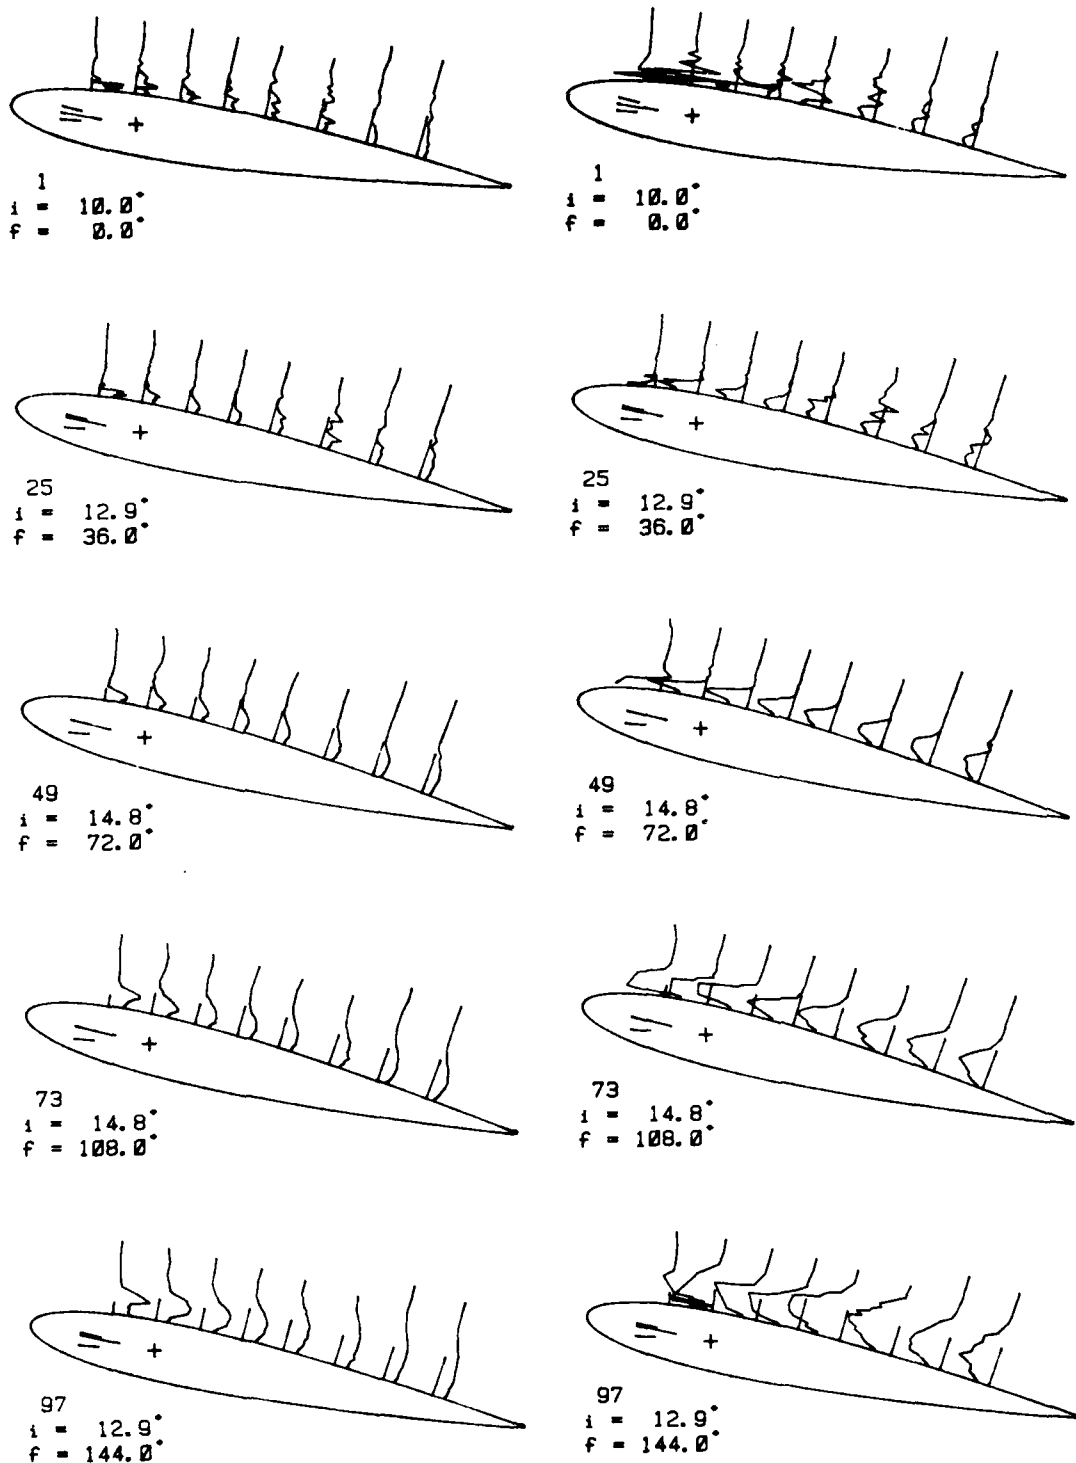 1
i = 10.0°
f = 0.0°
1
i = 10.0°
f = 0.0°
25
i = 12.9°
f = 36.0°
25
i = 12.9°
f = 36.0°
49
i = 14.8°
f = 72.0°
49
i = 14.8°
f = 72.0°
73
i = 14.8°
f = 108.0°
73
i = 14.8°
f = 108.0°
97
i = 12.9°
f = 144.0°
97
i = 12.9°
f = 144.0°